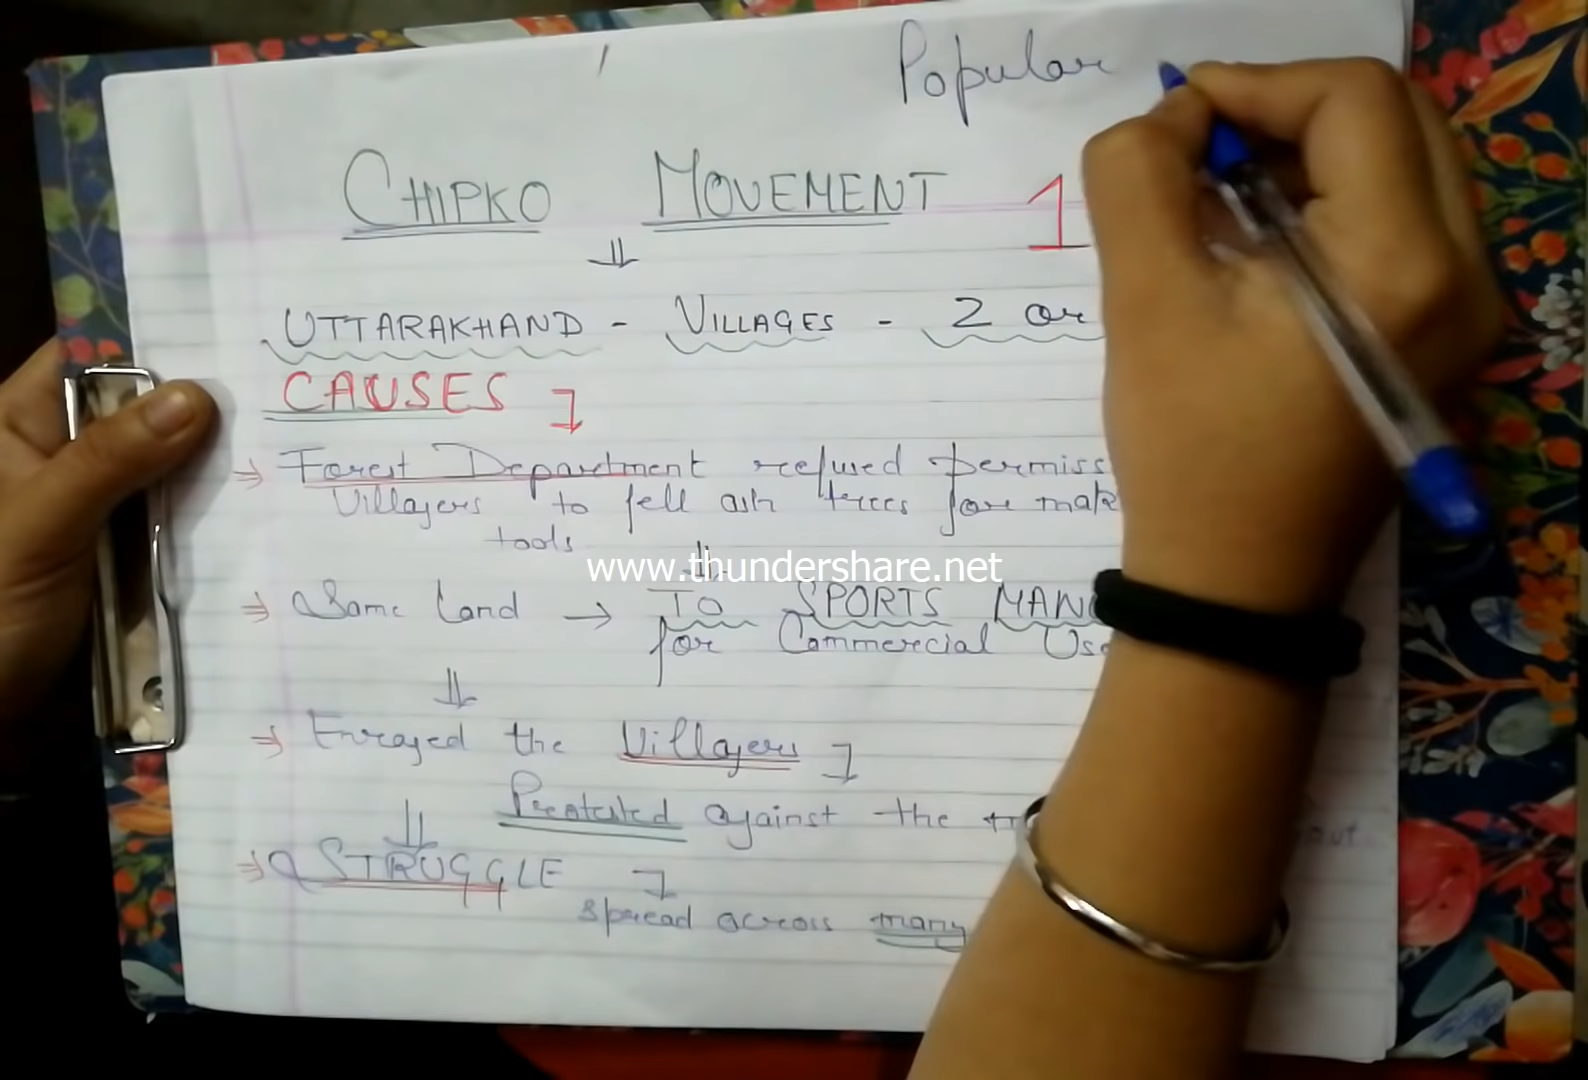 Popular
CHIPKO MOVEMENT 1
UTTARAKHAND - VILLAGES - 2 or
CAUSES
Forest Department refused permiss
Villagers to fell ash trees for mak
tools
www.thundershare.net
Same land → TO SPORTS MAN
for Commercial Use
Enraged the Villagers
Protested against the
STRUGGLE
spread across many